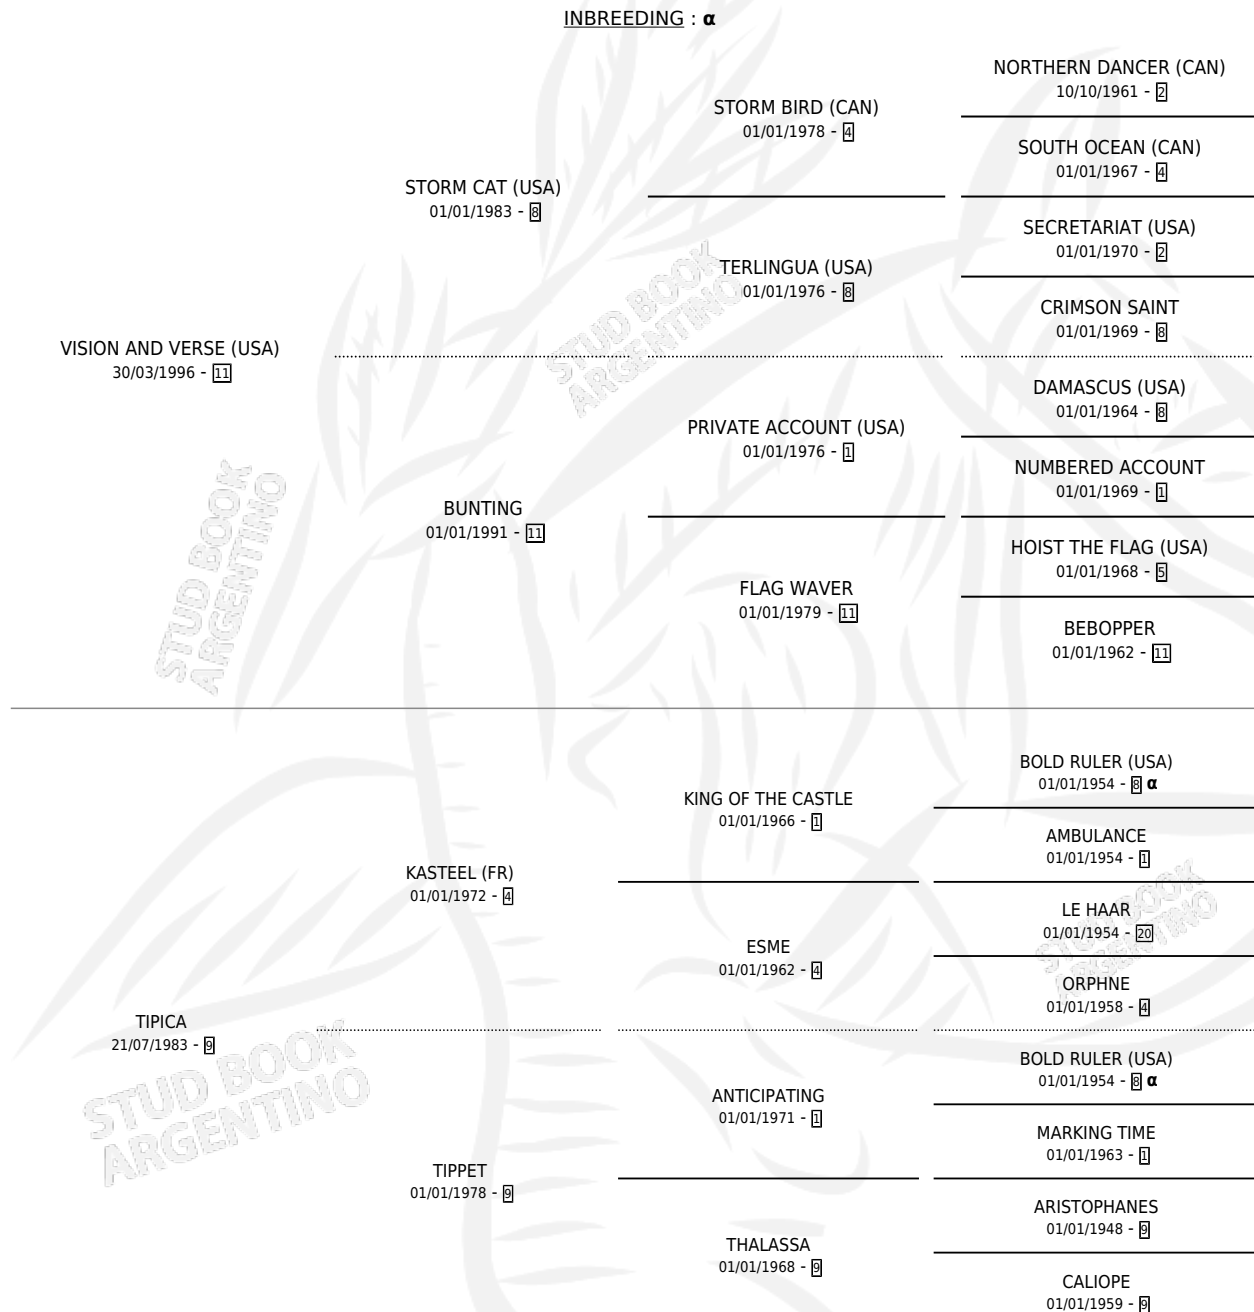 INBREEDING : α
NORTHERN DANCER (CAN)
10/10/1961 - 2
STORM BIRD (CAN)
01/01/1978 - 4
SOUTH OCEAN (CAN)
01/01/1967 - 4
STORM CAT (USA)
01/01/1983 - 8
SECRETARIAT (USA)
01/01/1970 - 2
TERLINGUA (USA)
01/01/1976 - 8
CRIMSON SAINT
01/01/1969 - 8
VISION AND VERSE (USA)
30/03/1996 - 11
DAMASCUS (USA)
01/01/1964 - 8
PRIVATE ACCOUNT (USA)
01/01/1976 - 1
NUMBERED ACCOUNT
01/01/1969 - 1
BUNTING
01/01/1991 - 11
HOIST THE FLAG (USA)
01/01/1968 - 5
FLAG WAVER
01/01/1979 - 11
BEBOPPER
01/01/1962 - 11
BOLD RULER (USA)
01/01/1954 - 8 α
KING OF THE CASTLE
01/01/1966 - 1
AMBULANCE
01/01/1954 - 1
KASTEEL (FR)
01/01/1972 - 4
LE HAAR
01/01/1954 - 20
ESME
01/01/1962 - 4
ORPHNE
01/01/1958 - 4
TIPICA
21/07/1983 - 9
BOLD RULER (USA)
01/01/1954 - 8 α
ANTICIPATING
01/01/1971 - 1
MARKING TIME
01/01/1963 - 1
TIPPET
01/01/1978 - 9
ARISTOPHANES
01/01/1948 - 9
THALASSA
01/01/1968 - 9
CALIOPE
01/01/1959 - 9
STUD BOOK
ARGENTINO
STUD BOOK
ARGENTINO
STUD BOOK
ARGENTINO
STUD BOOK
ARGENTINO